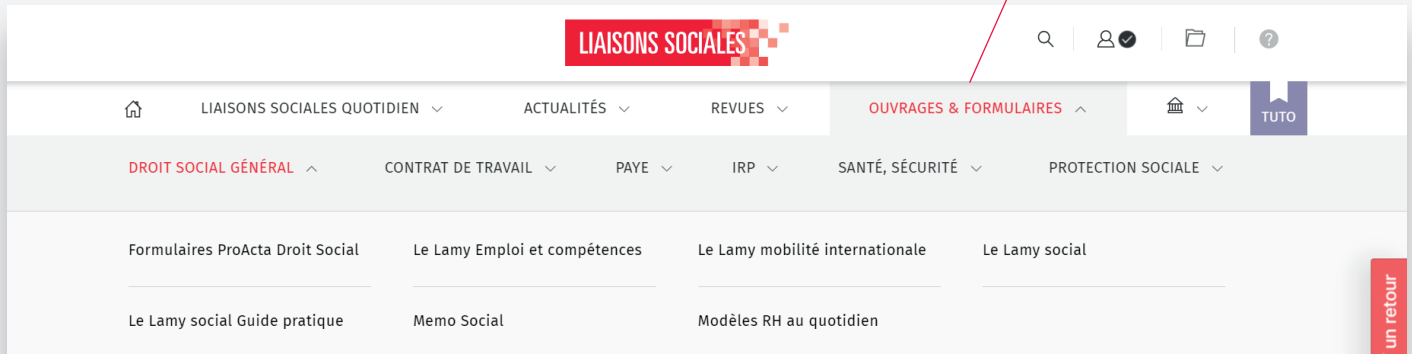 LIAISONS SOCIALES
LIAISONS SOCIALES QUOTIDIEN ACTUALITÉS REVUES OUVRAGES & FORMULAIRES TUTO
DROIT SOCIAL GÉNÉRAL CONTRAT DE TRAVAIL PAYE IRP SANTÉ, SÉCURITÉ PROTECTION SOCIALE
Formulaires ProActa Droit Social Le Lamy Emploi et compétences Le Lamy mobilité internationale Le Lamy social
Le Lamy social Guide pratique Memo Social Modèles RH au quotidien
un retour